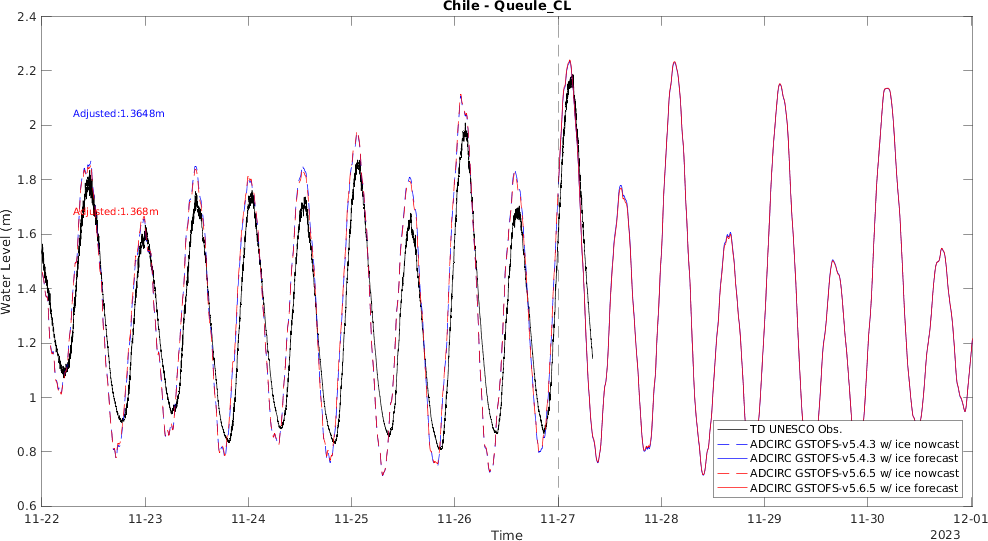 Chile - Queule_CL
2.4
2.2
2
1.8
1.6
1.4
1.2
1
0.8
0.6
Water Level (m)
Adjusted:1.3648m
Adjusted:1.368m
TD UNESCO Obs.
ADCIRC GSTOFS-v5.4.3 w/ ice nowcast
ADCIRC GSTOFS-v5.4.3 w/ ice forecast
ADCIRC GSTOFS-v5.6.5 w/ ice nowcast
ADCIRC GSTOFS-v5.6.5 w/ ice forecast
11-22 11-23 11-24 11-25 11-26 11-27 11-28 11-29 11-30 12-01
Time
2023